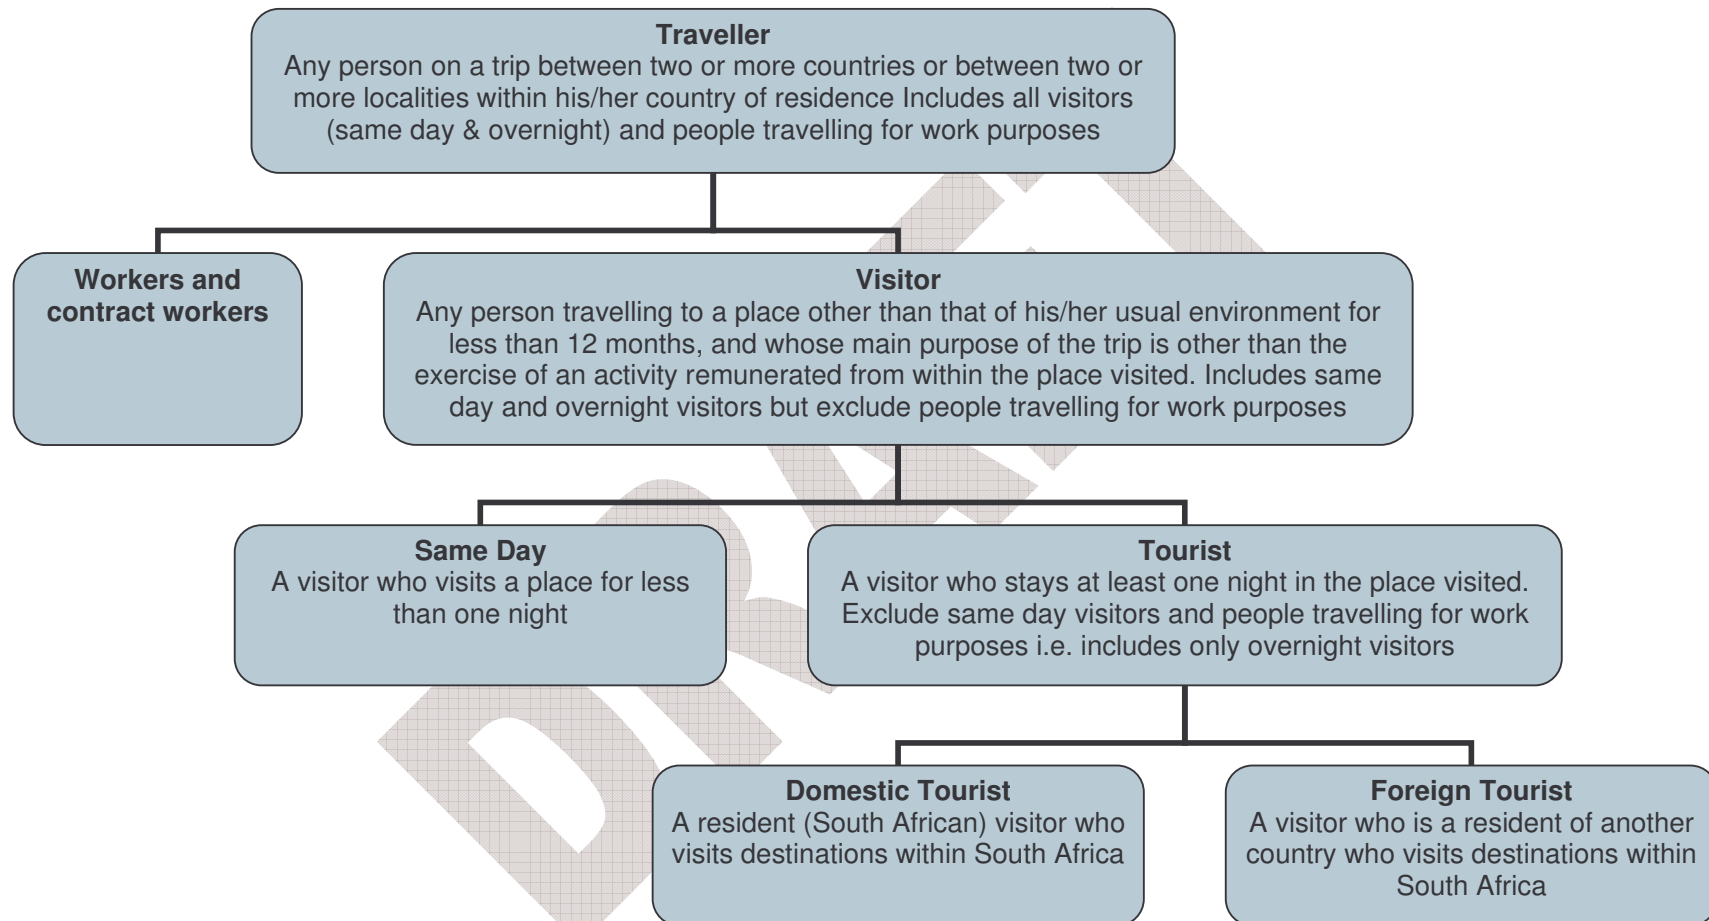 Traveller
Any person on a trip between two or more countries or between two or
more localities within his/her country of residence Includes all visitors
(same day & overnight) and people travelling for work purposes
Workers and
contract workers
Visitor
Any person travelling to a place other than that of his/her usual environment for
less than 12 months, and whose main purpose of the trip is other than the
exercise of an activity remunerated from within the place visited. Includes same
day and overnight visitors but exclude people travelling for work purposes
Same Day
A visitor who visits a place for less
than one night
Tourist
A visitor who stays at least one night in the place visited.
Exclude same day visitors and people travelling for work
purposes i.e. includes only overnight visitors
Domestic Tourist
A resident (South African) visitor who
visits destinations within South Africa
Foreign Tourist
A visitor who is a resident of another
country who visits destinations within
South Africa
DRAFT